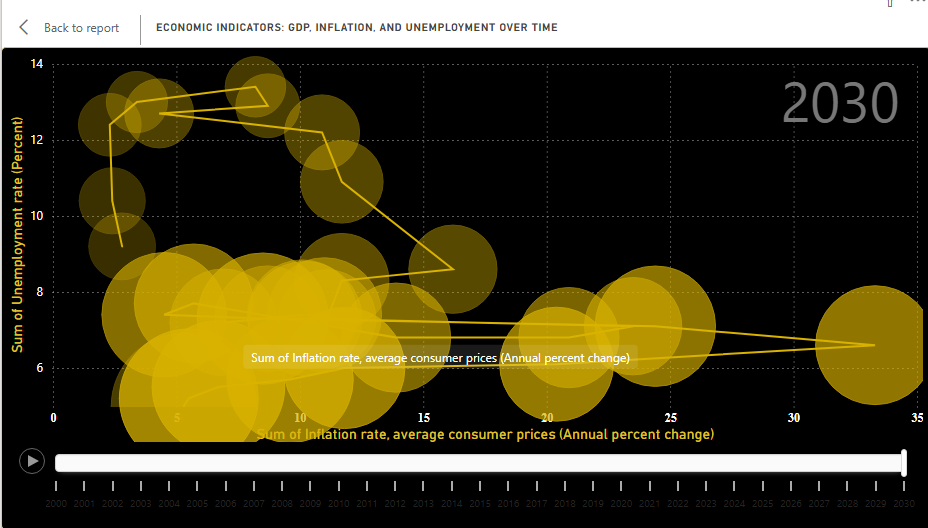 Back to report
ECONOMIC INDICATORS: GDP, INFLATION, AND UNEMPLOYMENT OVER TIME
2030
Sum of Unemployment rate (Percent)
14
12
10
8
6
Sum of Inflation rate, average consumer prices (Annual percent change)
0 5 10 15 20 25 30 35
Sum of Inflation rate, average consumer prices (Annual percent change)
2000 2001 2002 2003 2004 2005 2006 2007 2008 2009 2010 2011 2012 2013 2014 2015 2016 2017 2018 2019 2020 2021 2022 2023 2024 2025 2026 2027 2028 2029 2030